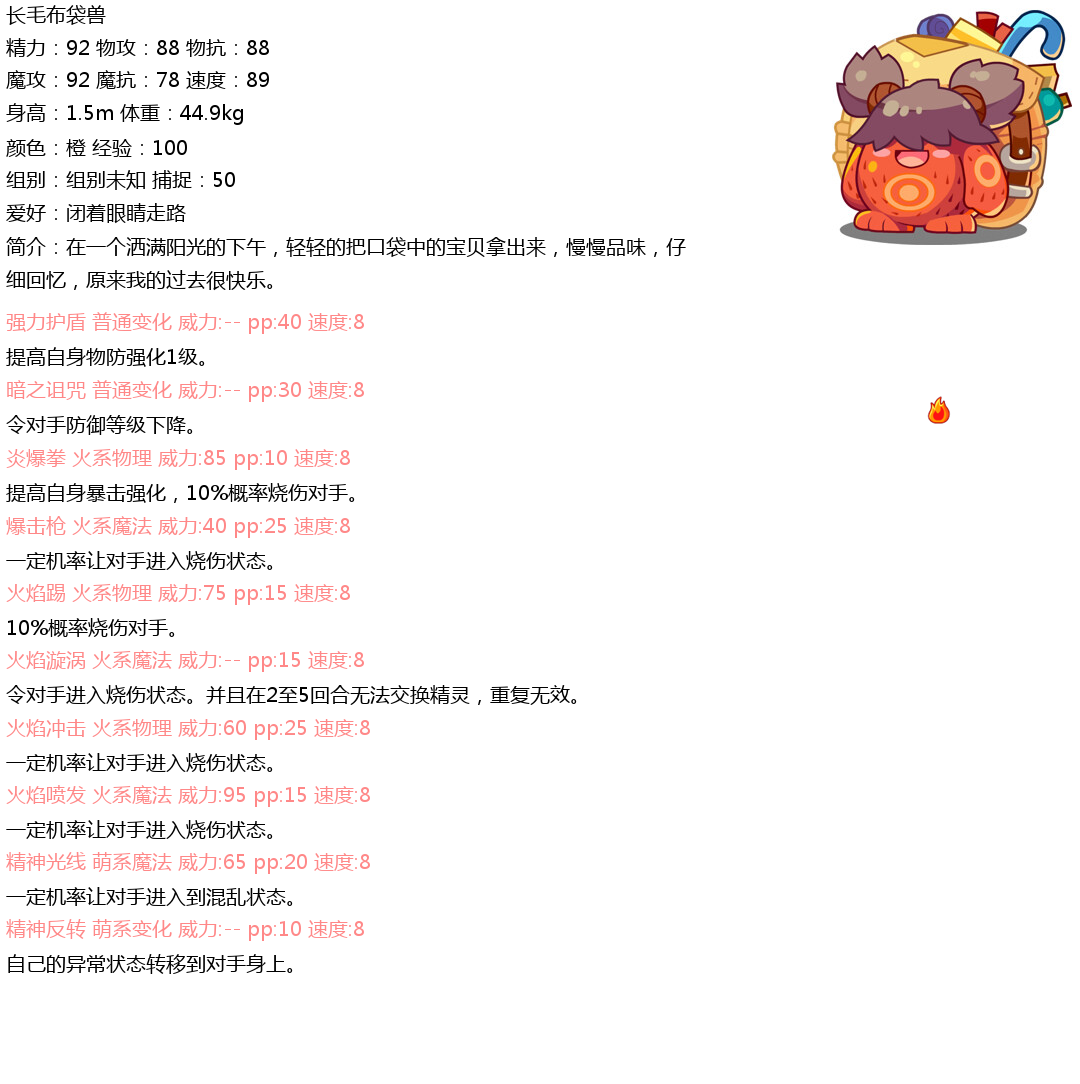 长毛布袋兽
精力：92 物攻：88 物抗：88
魔攻：92 魔抗：78 速度：89
身高：1.5m 体重：44.9kg
颜色：橙 经验：100
组别：组别未知 捕捉：50
爱好：闭着眼睛走路
简介：在一个洒满阳光的下午，轻轻的把口袋中的宝贝拿出来，慢慢品味，仔
细回忆，原来我的过去很快乐。
强力护盾 普通变化 威力:-- pp:40 速度:8
提高自身物防强化1级。
暗之诅咒 普通变化 威力:-- pp:30 速度:8
令对手防御等级下降。
炎爆拳 火系物理 威力:85 pp:10 速度:8
提高自身暴击强化，10%概率烧伤对手。
爆击枪 火系魔法 威力:40 pp:25 速度:8
一定机率让对手进入烧伤状态。
火焰踢 火系物理 威力:75 pp:15 速度:8
10%概率烧伤对手。
火焰漩涡 火系魔法 威力:-- pp:15 速度:8
令对手进入烧伤状态。并且在2至5回合无法交换精灵，重复无效。
火焰冲击 火系物理 威力:60 pp:25 速度:8
一定机率让对手进入烧伤状态。
火焰喷发 火系魔法 威力:95 pp:15 速度:8
一定机率让对手进入烧伤状态。
精神光线 萌系魔法 威力:65 pp:20 速度:8
一定机率让对手进入到混乱状态。
精神反转 萌系变化 威力:-- pp:10 速度:8
自己的异常状态转移到对手身上。